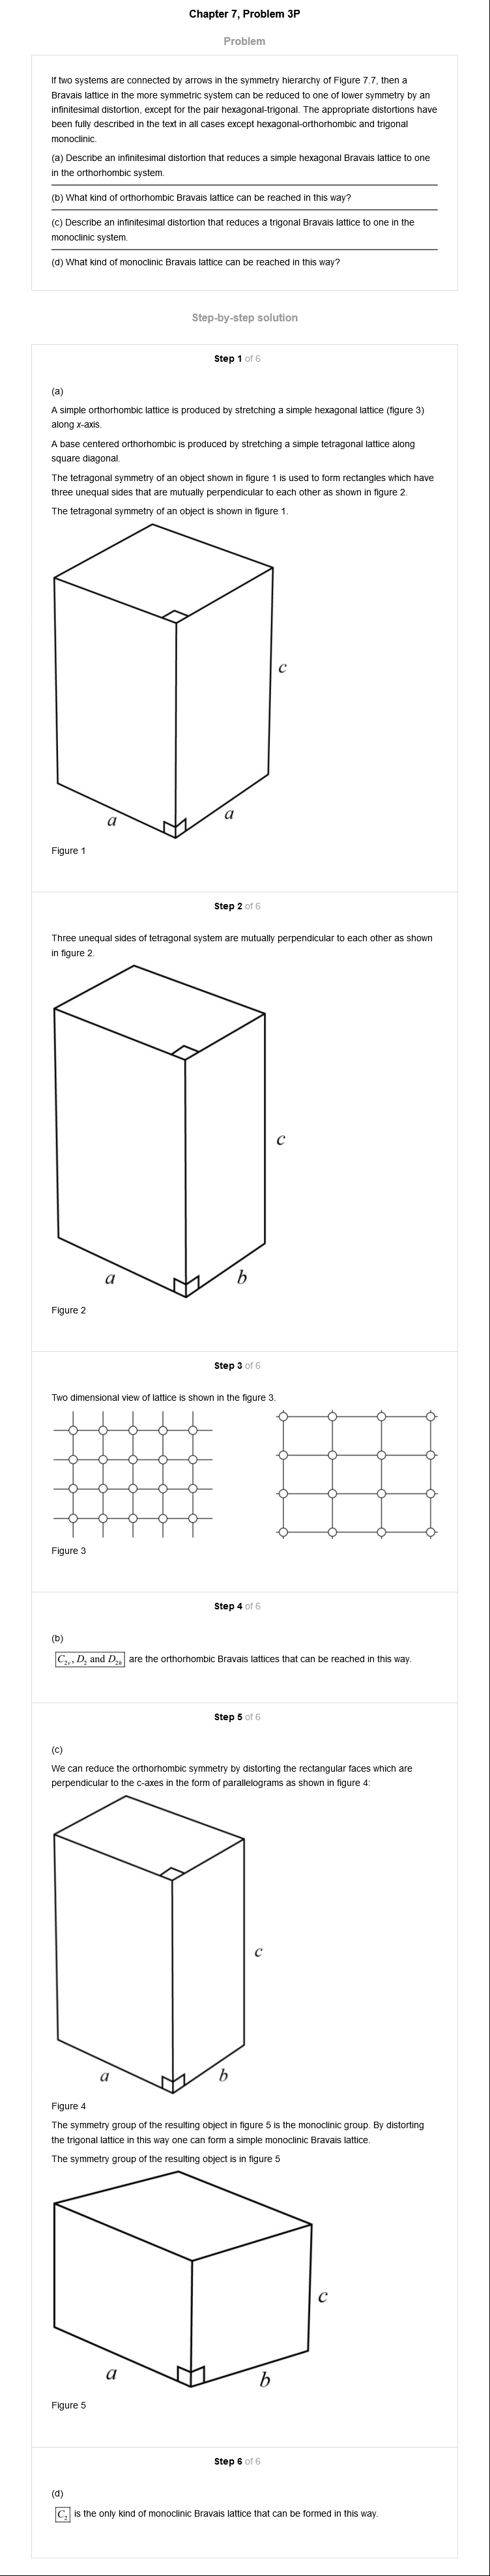 Chapter 7, Problem 3P
Problem
If two systems are connected by arrows in the symmetry hierarchy of Figure 7.7, then a
Bravais lattice in the more symmetric system can be reduced to one of lower symmetry by an
infinitesimal distortion, except for the pair hexagonal-trigonal. The appropriate distortions have
been fully described in the text in all cases except hexagonal-orthorhombic and trigonal
monoclinic.
(a) Describe an infinitesimal distortion that reduces a simple hexagonal Bravais lattice to one
in the orthorhombic system.
(b) What kind of orthorhombic Bravais lattice can be reached in this way?
(c) Describe an infinitesimal distortion that reduces a trigonal Bravais lattice to one in the
monoclinic system.
(d) What kind of monoclinic Bravais lattice can be reached in this way?
Step-by-step solution
Step 1 of 6
(a)
A simple orthorhombic lattice is produced by stretching a simple hexagonal lattice (figure 3)
along x-axis.
A base centered orthorhombic is produced by stretching a simple tetragonal lattice along
square diagonal.
The tetragonal symmetry of an object shown in figure 1 is used to form rectangles which have
three unequal sides that are mutually perpendicular to each other as shown in figure 2.
The tetragonal symmetry of an object is shown in figure 1.
c
a a
Figure 1
Step 2 of 6
Three unequal sides of tetragonal system are mutually perpendicular to each other as shown
in figure 2.
c
a b
Figure 2
Step 3 of 6
Two dimensional view of lattice is shown in the figure 3.
Figure 3
Step 4 of 6
(b)
C2v, D2 and D2h are the orthorhombic Bravais lattices that can be reached in this way.
Step 5 of 6
(c)
We can reduce the orthorhombic symmetry by distorting the rectangular faces which are
perpendicular to the c-axes in the form of parallelograms as shown in figure 4:
c
a b
Figure 4
The symmetry group of the resulting object in figure 5 is the monoclinic group. By distorting
the trigonal lattice in this way one can form a simple monoclinic Bravais lattice.
The symmetry group of the resulting object is in figure 5
c
a b
Figure 5
Step 6 of 6
(d)
C2 is the only kind of monoclinic Bravais lattice that can be formed in this way.